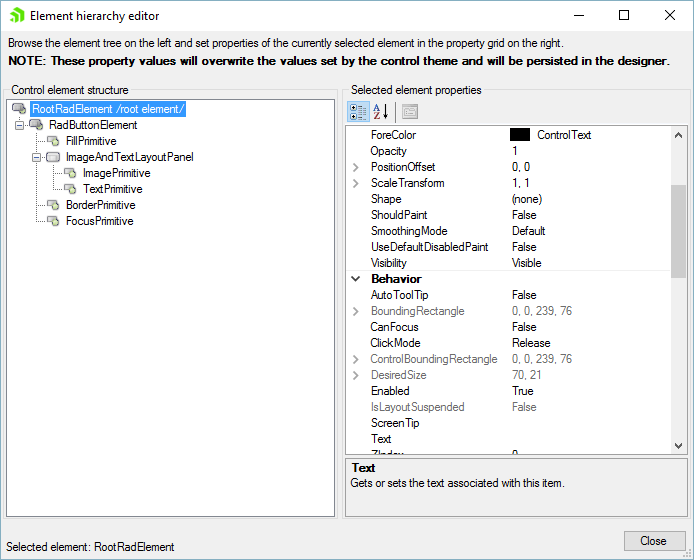 Element hierarchy editor
Browse the element tree on the left and set properties of the currently selected element in the property grid on the right.
NOTE: These property values will overwrite the values set by the control theme and will be persisted in the designer.
Control element structure
RootRadElement /root element/
RadButtonElement
FillPrimitive
ImageAndTextLayoutPanel
ImagePrimitive
TextPrimitive
BorderPrimitive
FocusPrimitive
Selected element properties
ForeColor ControlText
Opacity 1
PositionOffset 0, 0
ScaleTransform 1, 1
Shape (none)
ShouldPaint False
SmoothingMode Default
UseDefaultDisabledPaint False
Visibility Visible
Behavior
AutoToolTip False
BoundingRectangle 0, 0, 239, 76
CanFocus False
ClickMode Release
ControlBoundingRectangle 0, 0, 239, 76
DesiredSize 70, 21
Enabled True
IsLayoutSuspended False
ScreenTip
Text
ZIndex 0
Text
Gets or sets the text associated with this item.
Selected element: RootRadElement
Close